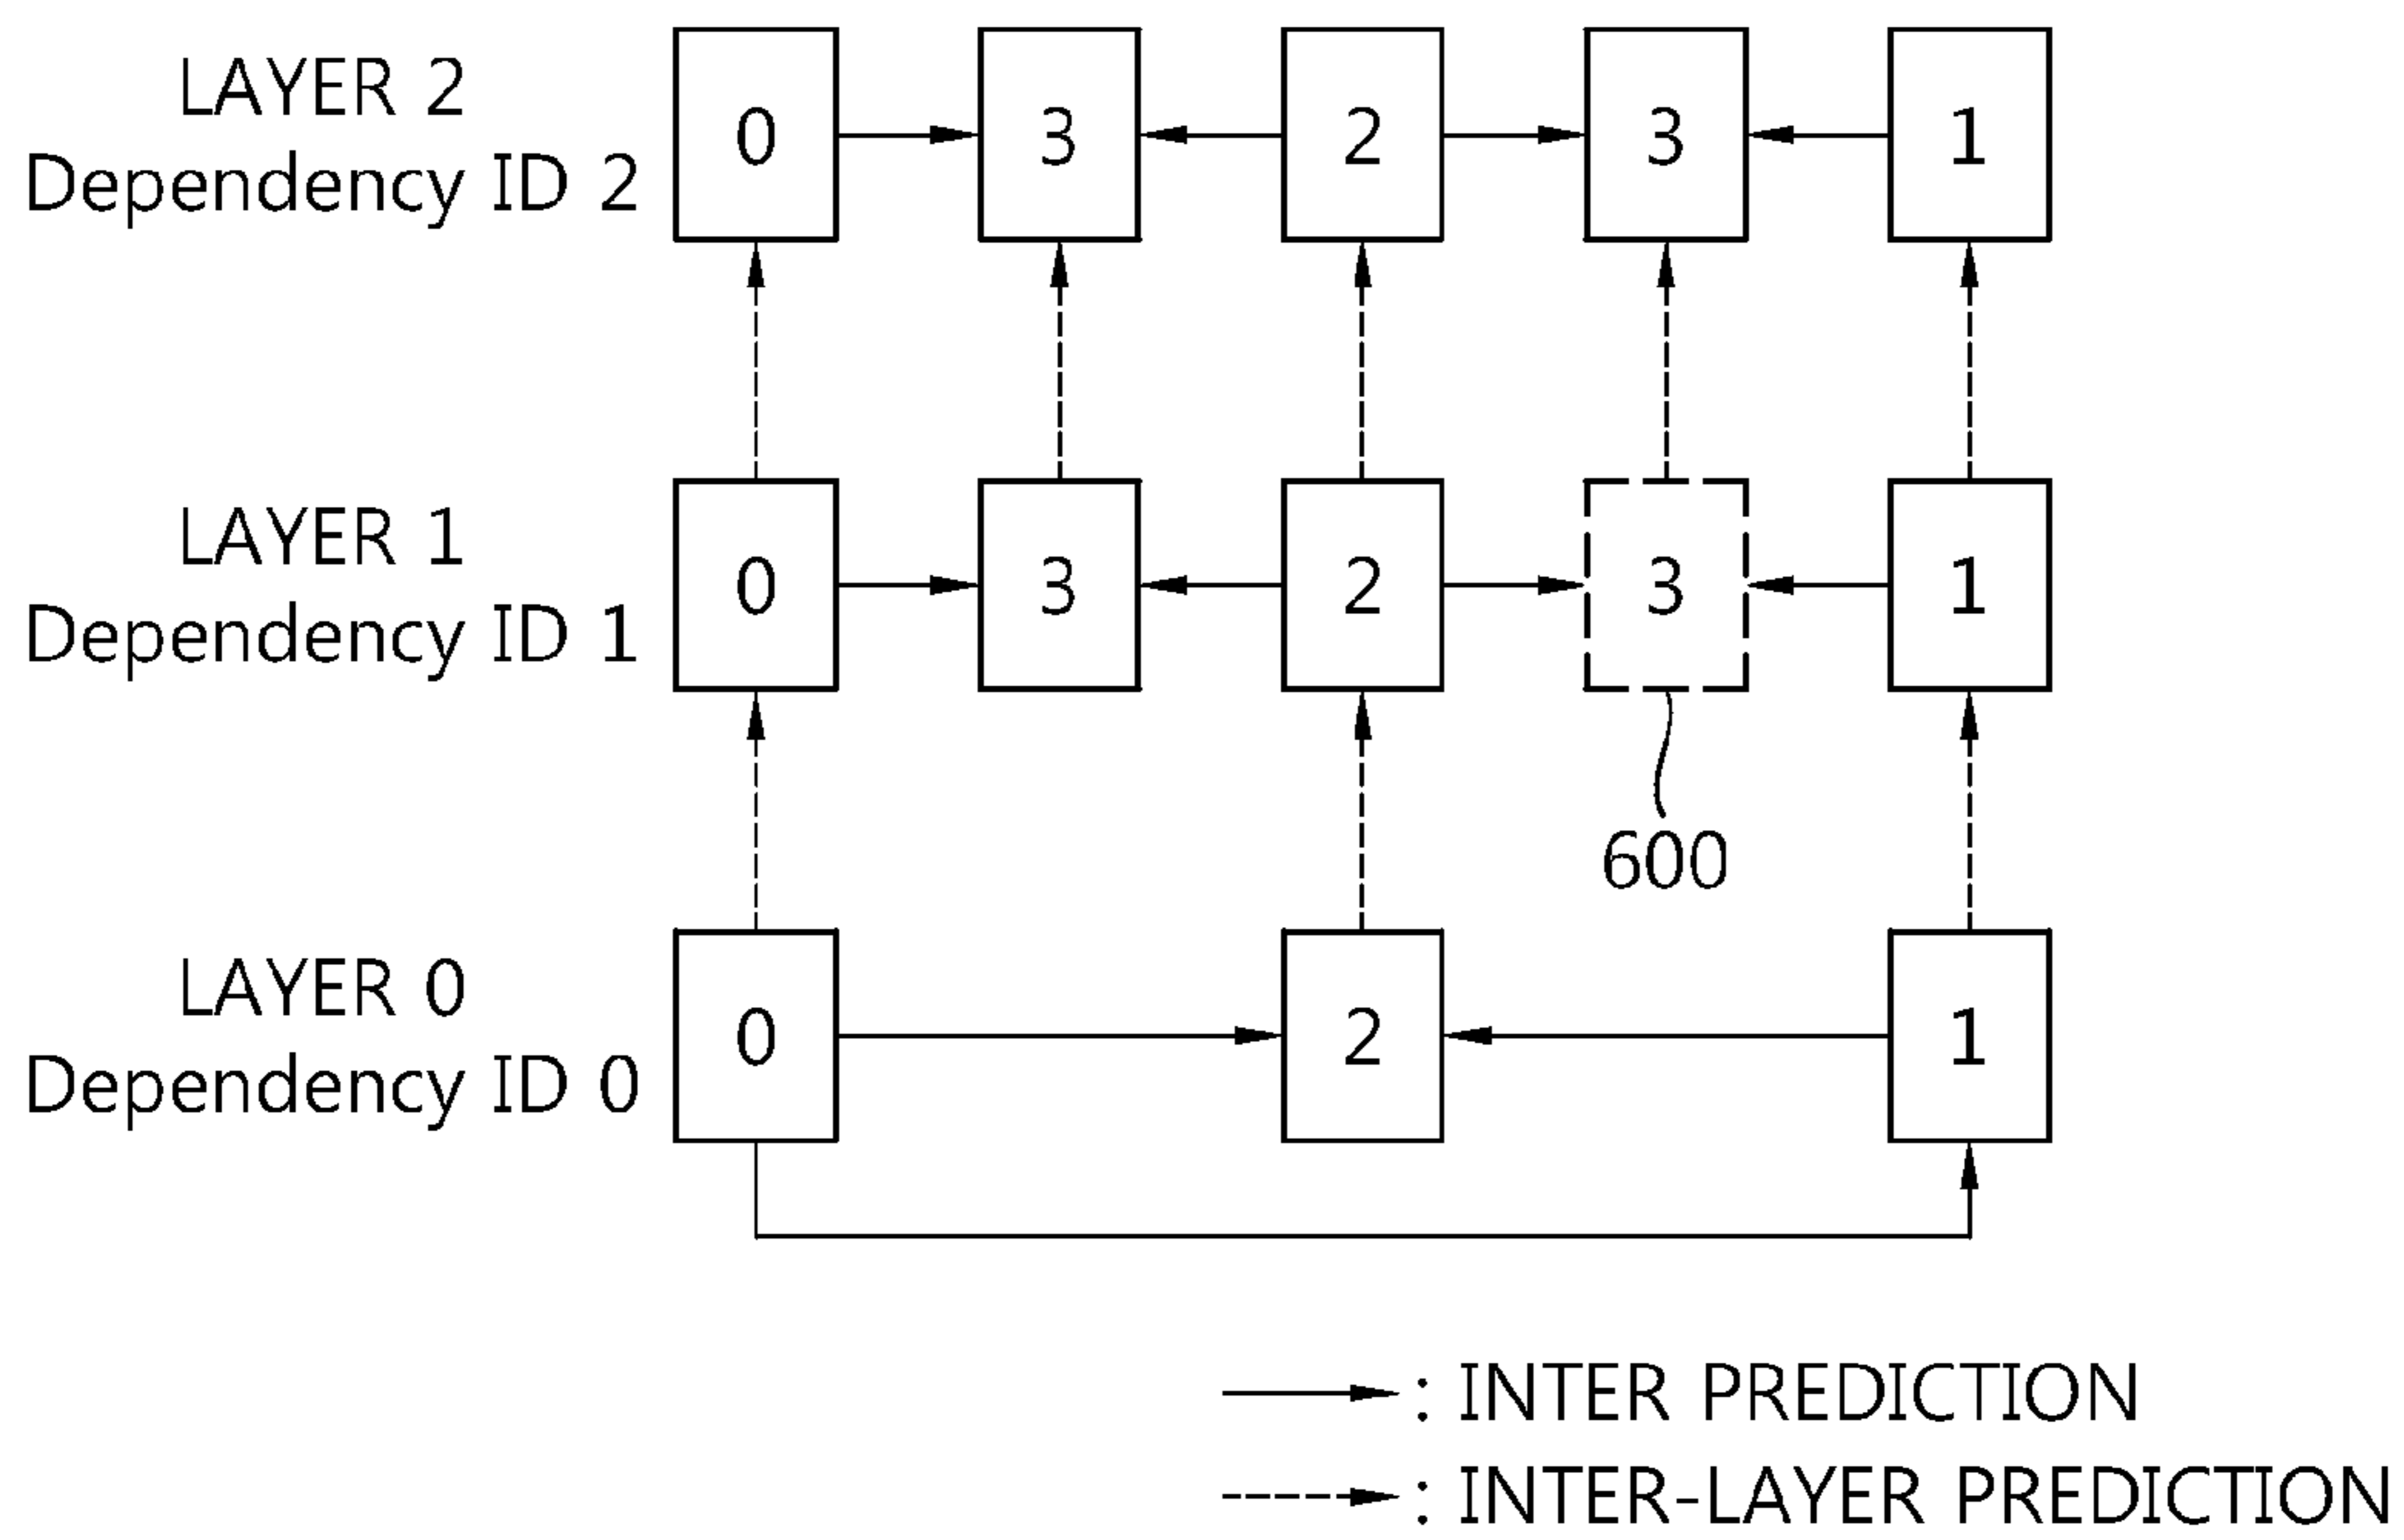 LAYER 2
Dependency ID 2
0 3 2 3 1
LAYER 1
Dependency ID 1
0 3 2 3 1
600
LAYER 0
Dependency ID 0
0 2 1
: INTER PREDICTION
: INTER-LAYER PREDICTION